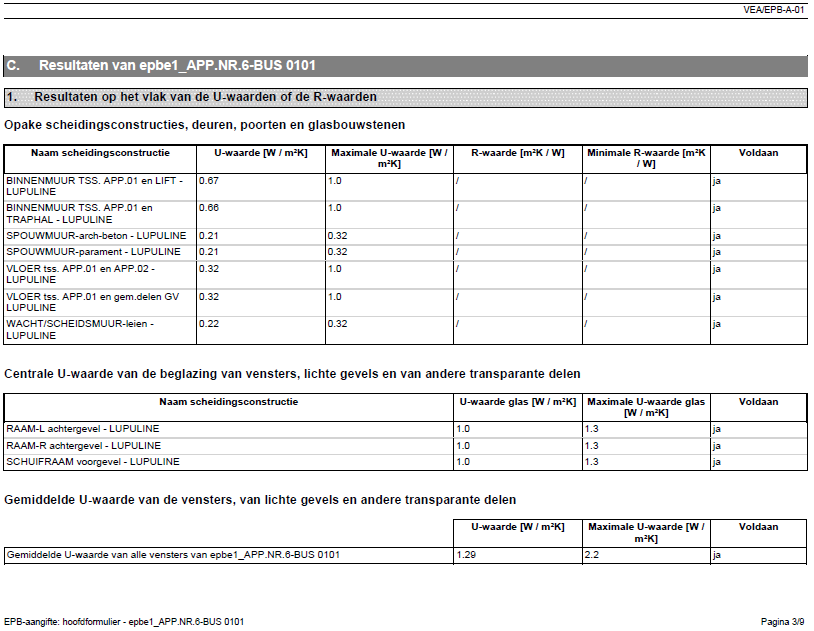 VEA/EPB-A-01
C. Resultaten van epbe1_APP.NR.6-BUS 0101
1. Resultaten op het vlak van de U-waarden of de R-waarden
Opake scheidingsconstructies, deuren, poorten en glasbouwstenen
Naam scheidingsconstructie U-waarde [W / m²K] Maximale U-waarde [W / m²K] R-waarde [m²K / W] Minimale R-waarde [m²K / W] Voldaan
BINNENMUUR TSS. APP.01 en LIFT - 0.67 1.0 / / ja
LUPULINE
BINNENMUUR TSS. APP.01 en 0.66 1.0 / / ja
TRAPHAL - LUPULINE
SPOUWMUUR-arch-beton - LUPULINE 0.21 0.32 / / ja
SPOUWMUUR-parament - LUPULINE 0.21 0.32 / / ja
VLOER tss. APP.01 en APP.02 - 0.32 1.0 / / ja
LUPULINE
VLOER tss. APP.01 en gem.delen GV 0.32 1.0 / / ja
LUPULINE
WACHT/SCHEIDSMUUR-leien - 0.22 0.32 / / ja
LUPULINE
Centrale U-waarde van de beglazing van vensters, lichte gevels en van andere transparante delen
Naam scheidingsconstructie U-waarde glas [W / m²K] Maximale U-waarde glas [W / m²K] Voldaan
RAAM-L achtergevel - LUPULINE 1.0 1.3 ja
RAAM-R achtergevel - LUPULINE 1.0 1.3 ja
SCHUIFRAAM voorgevel - LUPULINE 1.0 1.3 ja
Gemiddelde U-waarde van de vensters, van lichte gevels en andere transparante delen
U-waarde [W / m²K] Maximale U-waarde [W / m²K] Voldaan
Gemiddelde U-waarde van alle vensters van epbe1_APP.NR.6-BUS 0101 1.29 2.2 ja
EPB-aangifte: hoofdformulier - epbe1_APP.NR.6-BUS 0101 Pagina 3/9